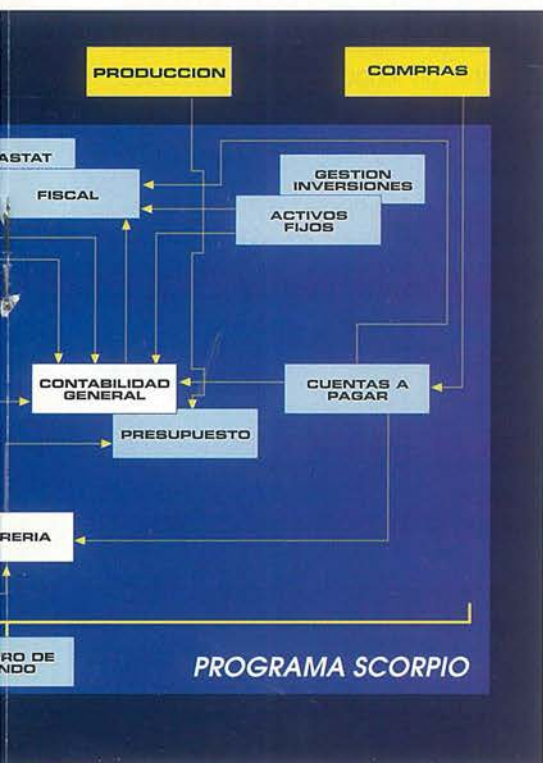 PRODUCCION
COMPRAS
ASTAT
FISCAL
GESTION
INVERSIONES
ACTIVOS
FIJOS
CONTABILIDAD
GENERAL
CUENTAS A
PAGAR
PRESUPUESTO
RERIA
RO DE
NDO
PROGRAMA SCORPIO